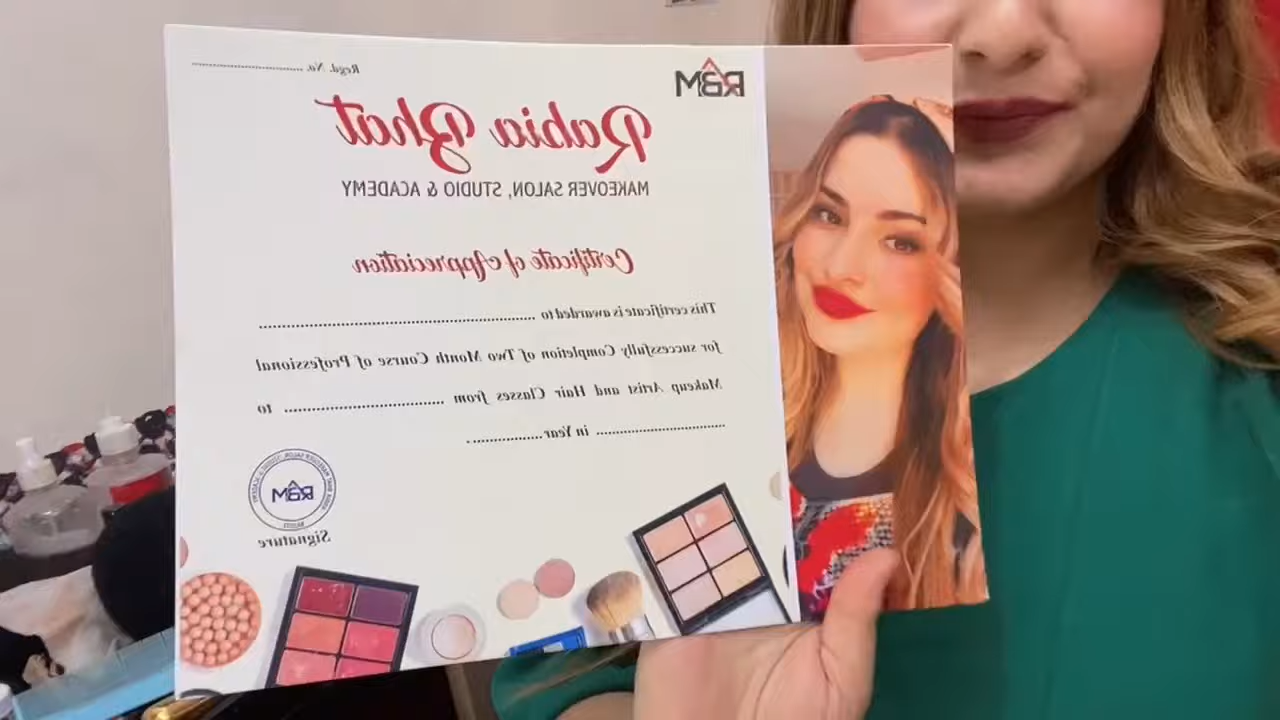 Regd. No. ................................
RBM
Rabia Bhat
MAKEOVER SALON, STUDIO & ACADEMY
Certificate of Appreciation
This certificate is awarded to ................................................................
for successfully Completion of Two Month Course of Professional
Makeup Artist and Hair Classes from .................................... to
............................. in Year ..................
RBM
Signature